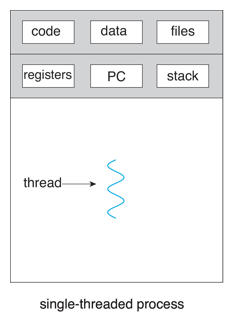 code data files
registers PC stack
thread
single-threaded process